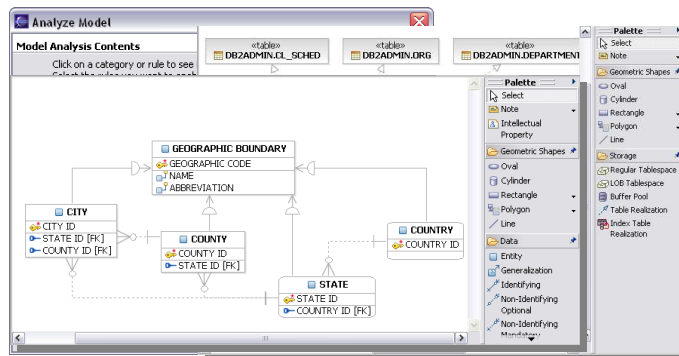 Analyze Model
Model Analysis Contents
Click on a category or rule to see
«table»
DB2ADMIN.CL_SCHED
«table»
DB2ADMIN.ORG
«table»
DB2ADMIN.DEPARTMENT
Palette
Select
Note
Geometric Shapes
Oval
Cylinder
Rectangle
Polygon
Line
Storage
Regular Tablespace
LOB Tablespace
Buffer Pool
Table Realization
Index Table
Realization
GEOGRAPHIC BOUNDARY
GEOGRAPHIC CODE
NAME
ABBREVIATION
CITY
CITY ID
STATE ID [FK]
COUNTY ID [FK]
COUNTY
COUNTY ID
STATE ID [FK]
STATE
STATE ID
COUNTRY ID [FK]
COUNTRY
COUNTRY ID
Palette
Select
Note
Intellectual
Property
Geometric Shapes
Oval
Cylinder
Rectangle
Polygon
Line
Data
Entity
Generalization
Identifying
Non-Identifying
Optional
Non-Identifying
Mandatory